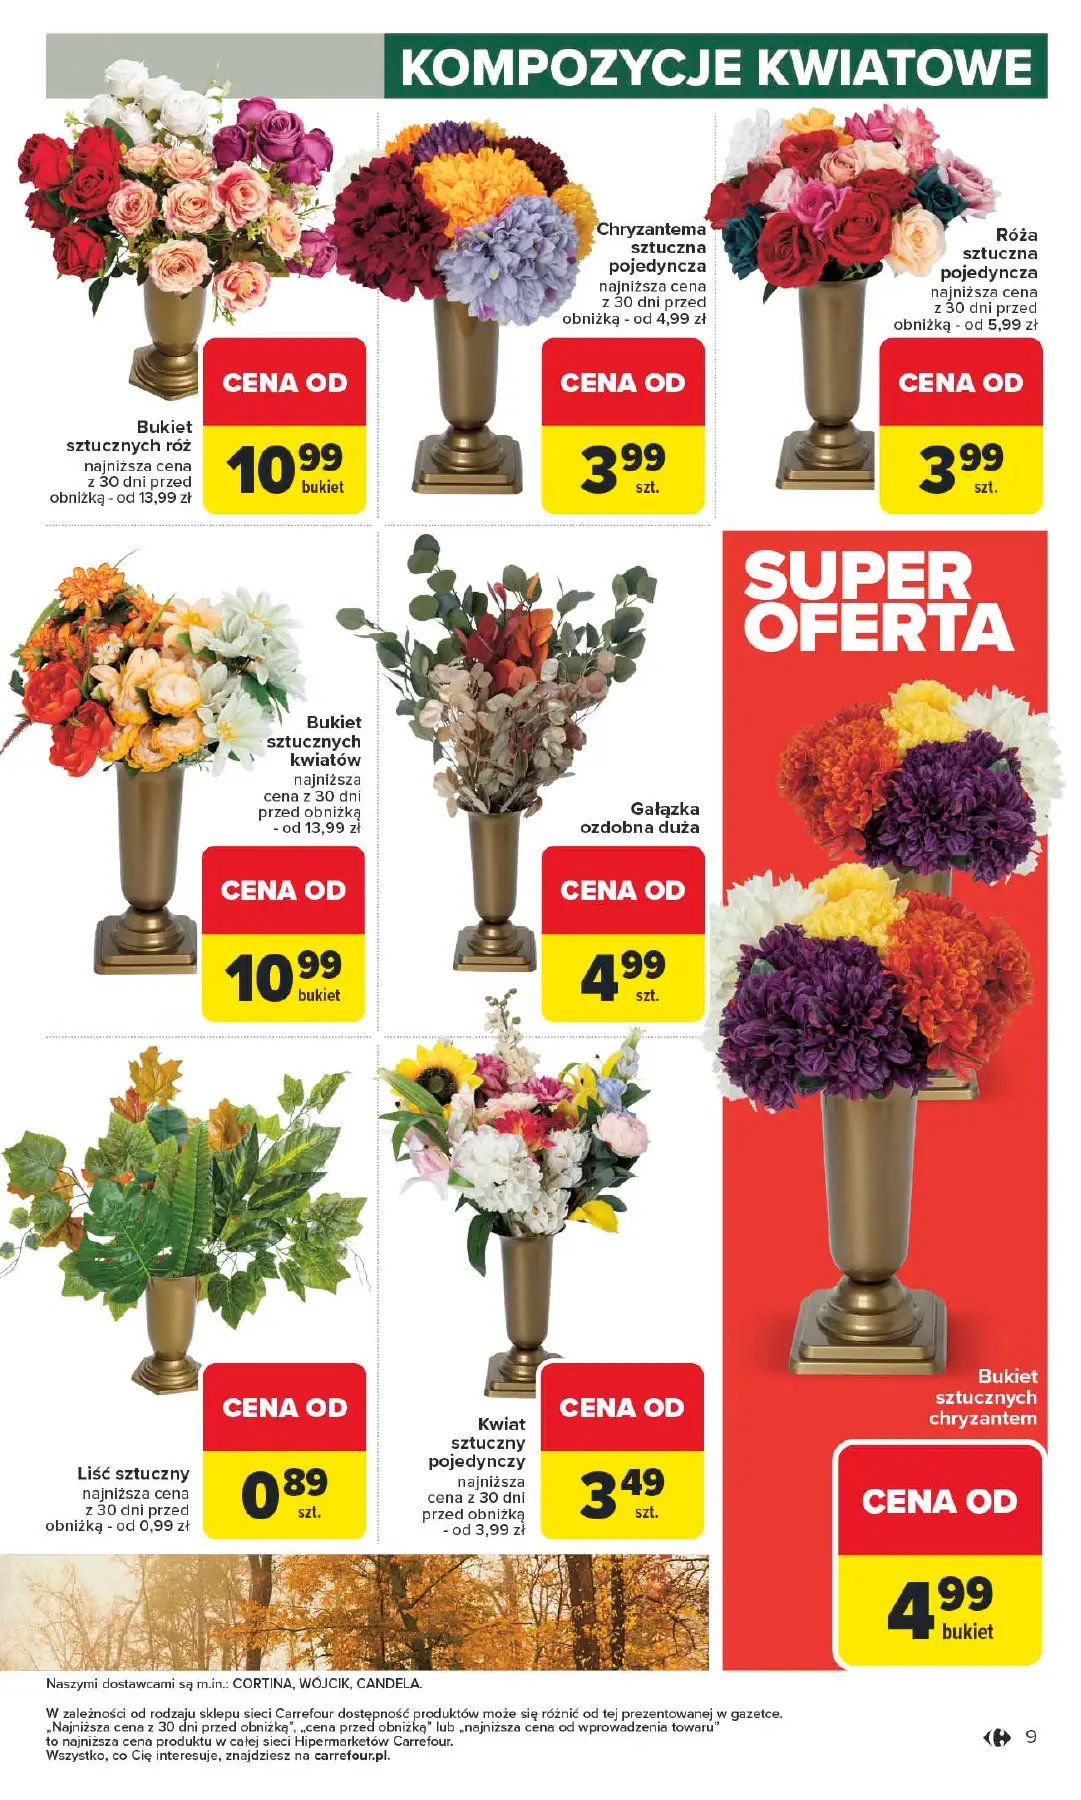 KOMPOZYCJE KWIATOWE
Bukiet
sztucznych róż
najniższa cena
z 30 dni przed
obniżką - od 13,99 zł
CENA OD
10 99
bukiet
Chryzantema
sztuczna
pojedyncza
najniższa cena
z 30 dni przed
obniżką - od 4,99 zł
CENA OD
3 99
szt.
Róża
sztuczna
pojedyncza
najniższa cena
z 30 dni przed
obniżką - od 5,99 zł
CENA OD
3 99
szt.
Bukiet
sztucznych
kwiatów
najniższa
cena z 30 dni
przed obniżką
- od 13,99 zł
CENA OD
10 99
bukiet
Gałązka
ozdobna duża
CENA OD
4 99
szt.
SUPER
OFERTA
Bukiet
sztucznych
chryzantem
CENA OD
4 99
bukiet
Liść sztuczny
najniższa cena
z 30 dni przed
obniżką - od 0,99 zł
CENA OD
0 89
szt.
Kwiat
sztuczny
pojedynczy
najniższa
cena z 30 dni
przed obniżką
- od 3,99 zł
CENA OD
3 49
szt.
Naszymi dostawcami są m.in.: CORTINA, WÓJCIK, CANDELA.
W zależności od rodzaju sklepu sieci Carrefour dostępność produktów może się różnić od tej prezentowanej w gazetce.
„Najniższa cena z 30 dni przed obniżką”, „cena przed obniżką” lub „najniższa cena od wprowadzenia towaru”
to najniższa cena produktu w całej sieci Hipermarketów Carrefour.
Wszystko, co Cię interesuje, znajdziesz na carrefour.pl.
9